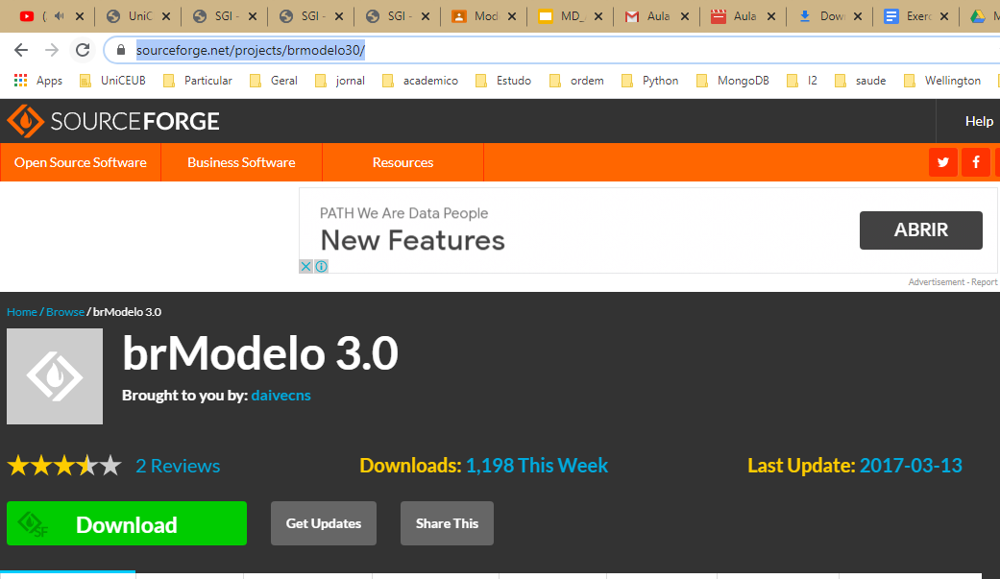 (. UniC SGI - SGI - SGI - Mod MD_ Aula Aula Dow Exerc M
sourceforge.net/projects/brmodelo30/
Apps UniCEUB Particular Geral jornal academico Estudo ordem Python MongoDB I2 saude Wellington
SOURCEFORGE
Help
Open Source Software Business Software Resources
PATH We Are Data People
New Features
ABRIR
Advertisement - Report
Home / Browse / brModelo 3.0
brModelo 3.0
Brought to you by: daivecns
2 Reviews Downloads: 1,198 This Week Last Update: 2017-03-13
SF Download Get Updates Share This